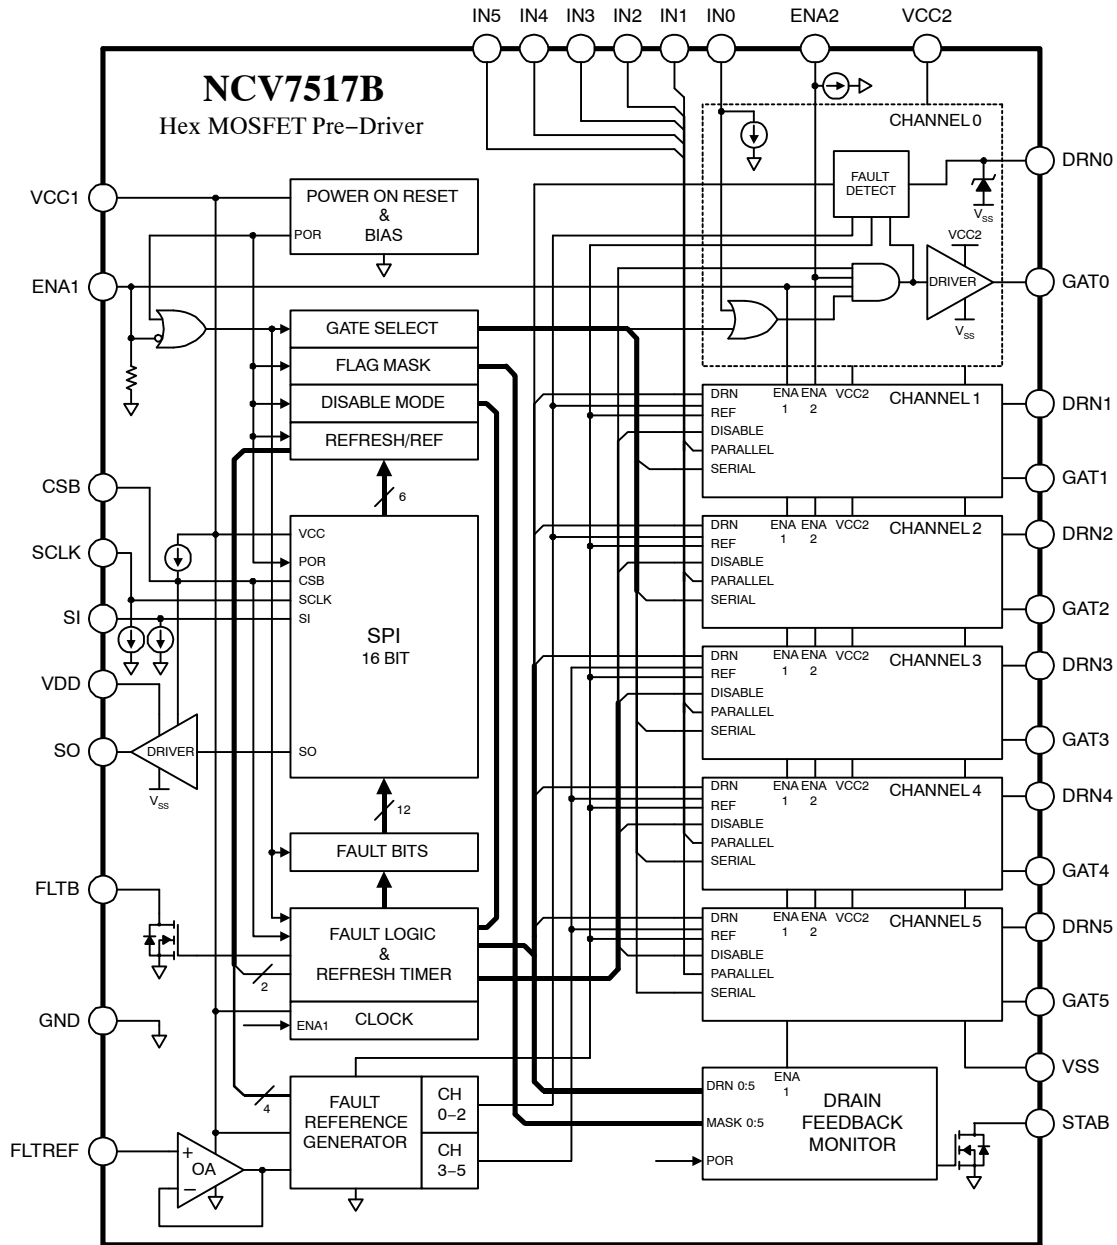 IN5 IN4 IN3 IN2 IN1 IN0 ENA2 VCC2
NCV7517B
Hex MOSFET Pre−Driver
CHANNEL 0
VCC1
POWER ON RESET
&
BIAS
POR
FAULT
DETECT
DRN0
VSS
VCC2
ENA1
DRIVER
GAT0
VSS
GATE SELECT
FLAG MASK
DISABLE MODE
REFRESH/REF
DRN
REF
DISABLE
PARALLEL
SERIAL
ENA
1
ENA
2
VCC2
CHANNEL 1
DRN1
GAT1
CSB
6
SCLK
SI
VDD
SO
VCC
POR
CSB
SCLK
SI
SPI
16 BIT
SO
DRIVER
VSS
DRN
REF
DISABLE
PARALLEL
SERIAL
ENA
1
ENA
2
VCC2
CHANNEL 2
DRN2
GAT2
DRN
REF
DISABLE
PARALLEL
SERIAL
ENA
1
ENA
2
VCC2
CHANNEL 3
DRN3
GAT3
12
FAULT BITS
DRN
REF
DISABLE
PARALLEL
SERIAL
ENA
1
ENA
2
VCC2
CHANNEL 4
DRN4
GAT4
FLTB
FAULT LOGIC
&
REFRESH TIMER
2
DRN
REF
DISABLE
PARALLEL
SERIAL
ENA
1
ENA
2
VCC2
CHANNEL 5
DRN5
GAT5
GND
CLOCK
ENA1
VSS
4
FAULT
REFERENCE
GENERATOR
CH
0−2
CH
3−5
DRN 0:5
ENA
1
MASK 0:5
POR
DRAIN
FEEDBACK
MONITOR
STAB
FLTREF
+
OA
−